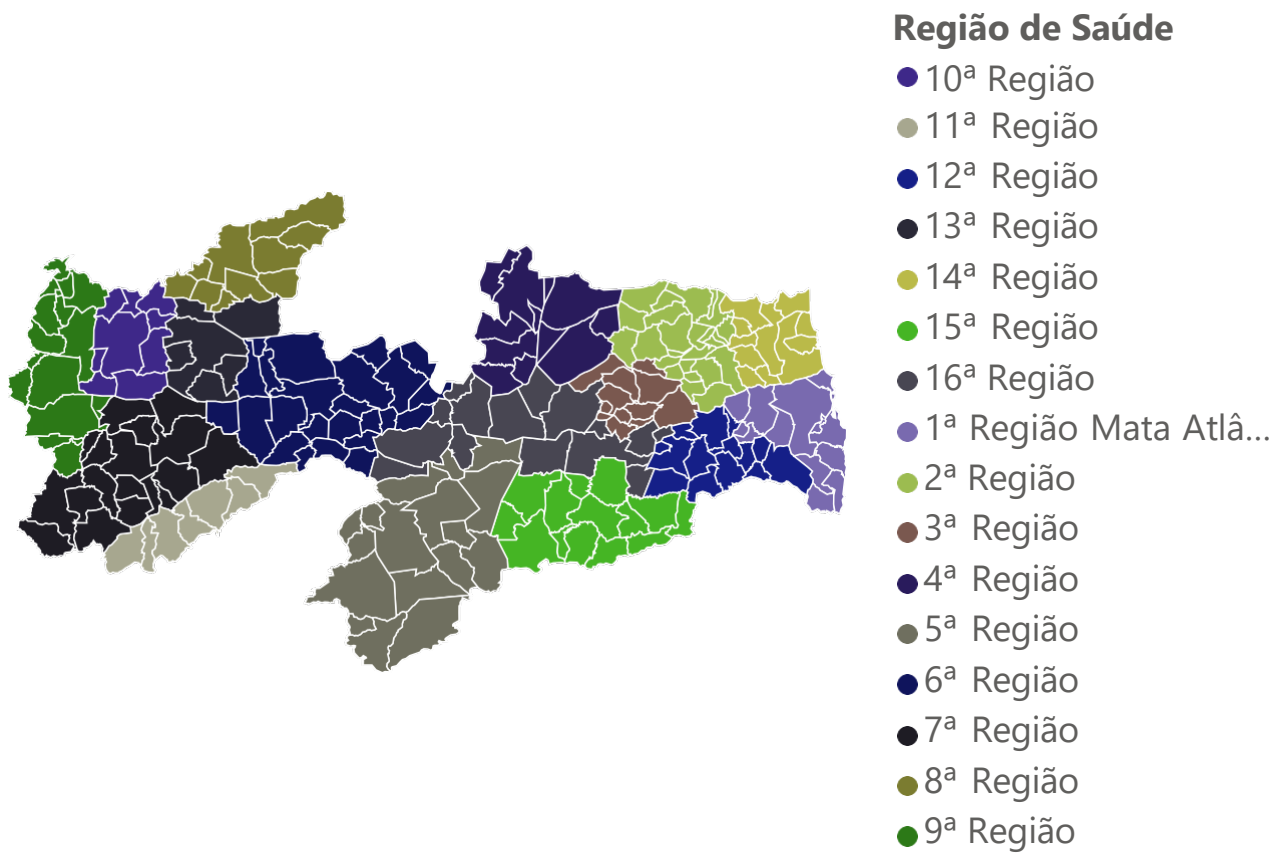 Região de Saúde
10ª Região
11ª Região
12ª Região
13ª Região
14ª Região
15ª Região
16ª Região
1ª Região Mata Atlâ...
2ª Região
3ª Região
4ª Região
5ª Região
6ª Região
7ª Região
8ª Região
9ª Região